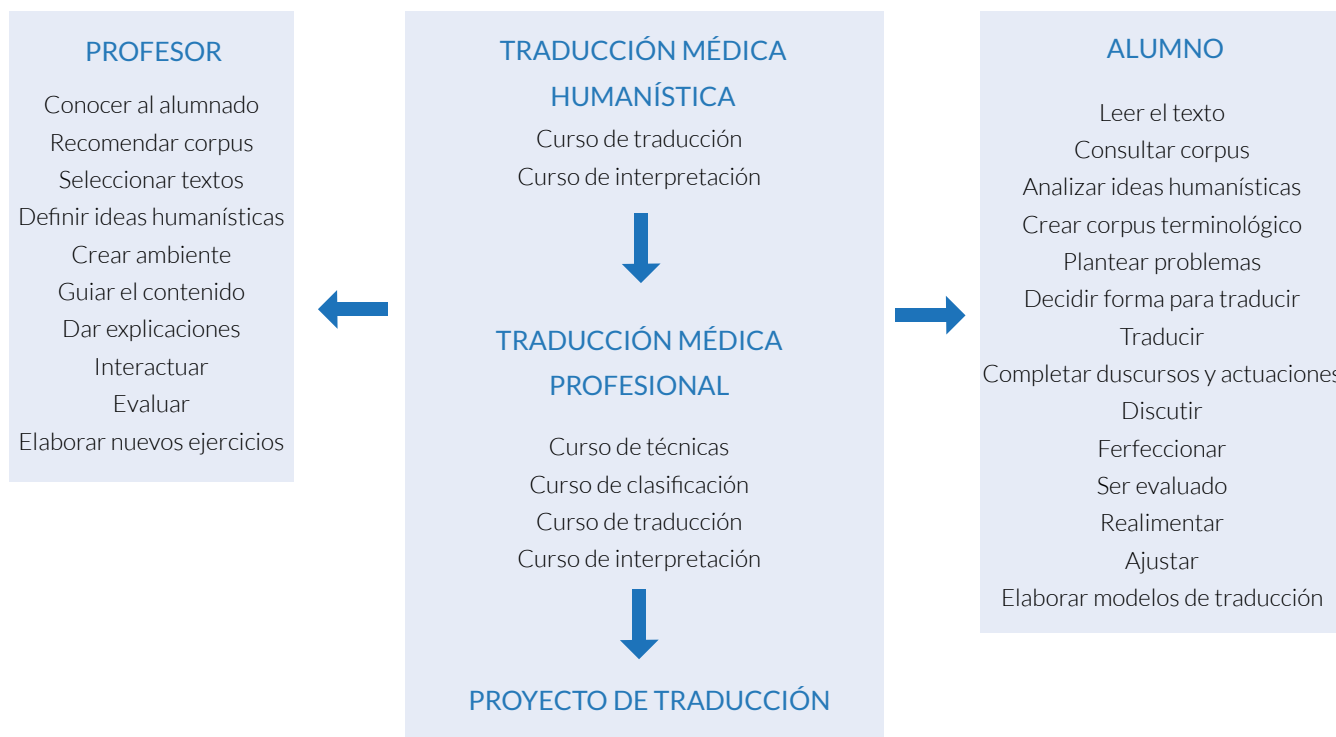 PROFESOR
Conocer al alumnado
Recomendar corpus
Seleccionar textos
Definir ideas humanísticas
Crear ambiente
Guiar el contenido
Dar explicaciones
Interactuar
Evaluar
Elaborar nuevos ejercicios
TRADUCCIÓN MÉDICA
HUMANÍSTICA
Curso de traducción
Curso de interpretación
TRADUCCIÓN MÉDICA
PROFESIONAL
Curso de técnicas
Curso de clasificación
Curso de traducción
Curso de interpretación
PROYECTO DE TRADUCCIÓN
ALUMNO
Leer el texto
Consultar corpus
Analizar ideas humanísticas
Crear corpus terminológico
Plantear problemas
Decidir forma para traducir
Traducir
Completar duscursos y actuaciones
Discutir
Ferfeccionar
Ser evaluado
Realimentar
Ajustar
Elaborar modelos de traducción